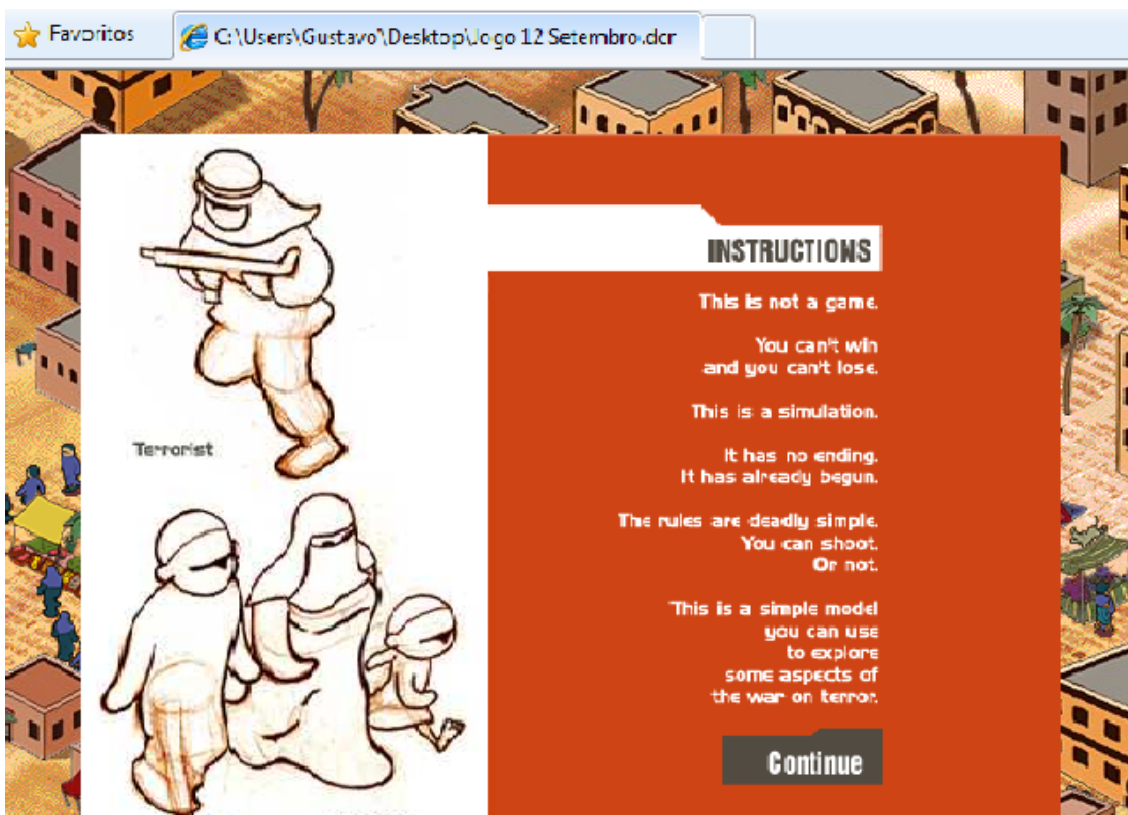 Favoritos
C:\Users\Gustavo\Desktop\Jogo 12 Setembro.dcr
INSTRUCTIONS
This is not a game.
You can't win
and you can't lose.
This is a simulation.
It has no ending.
It has already begun.
The rules are deadly simple.
You can shoot.
Or not.
This is a simple model
you can use
to explore
some aspects of
the war on terror.
Continue
Terrorist